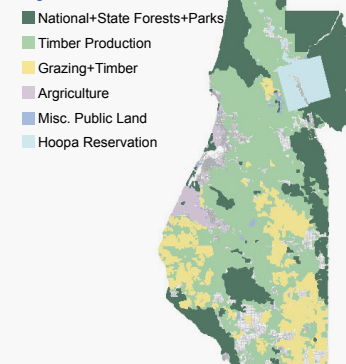 National+State Forests+Parks
Timber Production
Grazing+Timber
Argriculture
Misc. Public Land
Hoopa Reservation